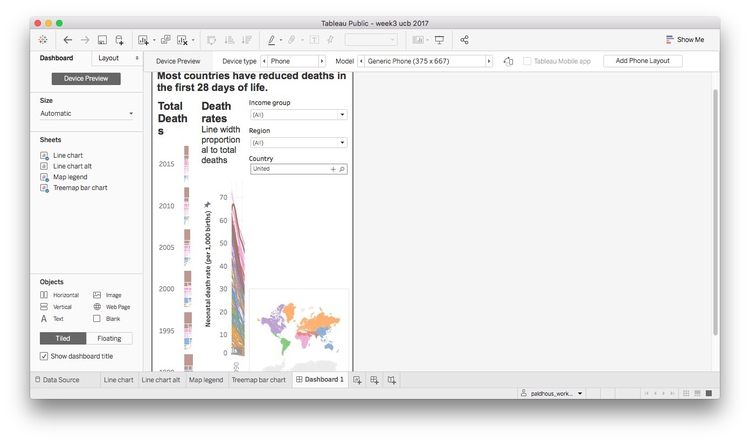 Tableau Public - week3 ucb 2017
Show Me
Dashboard
Layout
Device Preview
Device type
Phone
Model
Generic Phone (375 x 667)
Tableau Mobile app
Add Phone Layout
Device Preview
Size
Automatic
Sheets
Line chart
Line chart alt
Map legend
Treemap bar chart
Objects
Horizontal
Image
Vertical
Web Page
Text
Blank
Tiled
Floating
Show dashboard title
Most countries have reduced deaths in
the first 28 days of life.
Total
Death
s
Death
rates
Line width
proportion
al to total
deaths
Income group
(All)
Region
(All)
Country
United
2015
2010
2005
2000
1995
1990
Neonatal death rate (per 1,000 births)
70
60
50
40
30
20
10
0
Data Source
Line chart
Line chart alt
Map legend
Treemap bar chart
Dashboard 1
paldhous_work...